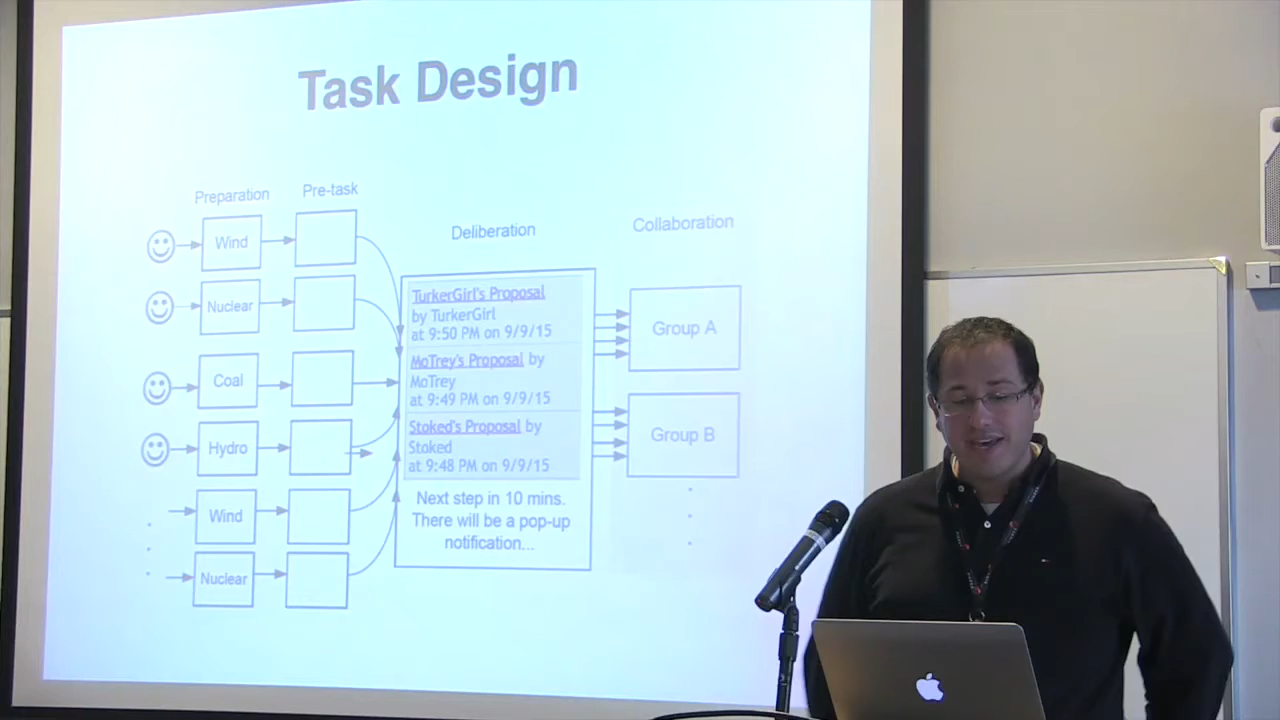 Task Design
Preparation
Pre-task
Deliberation
Collaboration
Wind
Nuclear
Coal
Hydro
Wind
Nuclear
TurkerGirl's Proposal
by TurkerGirl
at 9:50 PM on 9/9/15
MoTrey's Proposal by
MoTrey
at 9:49 PM on 9/9/15
Stoked's Proposal by
Stoked
at 9:48 PM on 9/9/15
Next step in 10 mins.
There will be a pop-up
notification...
Group A
Group B